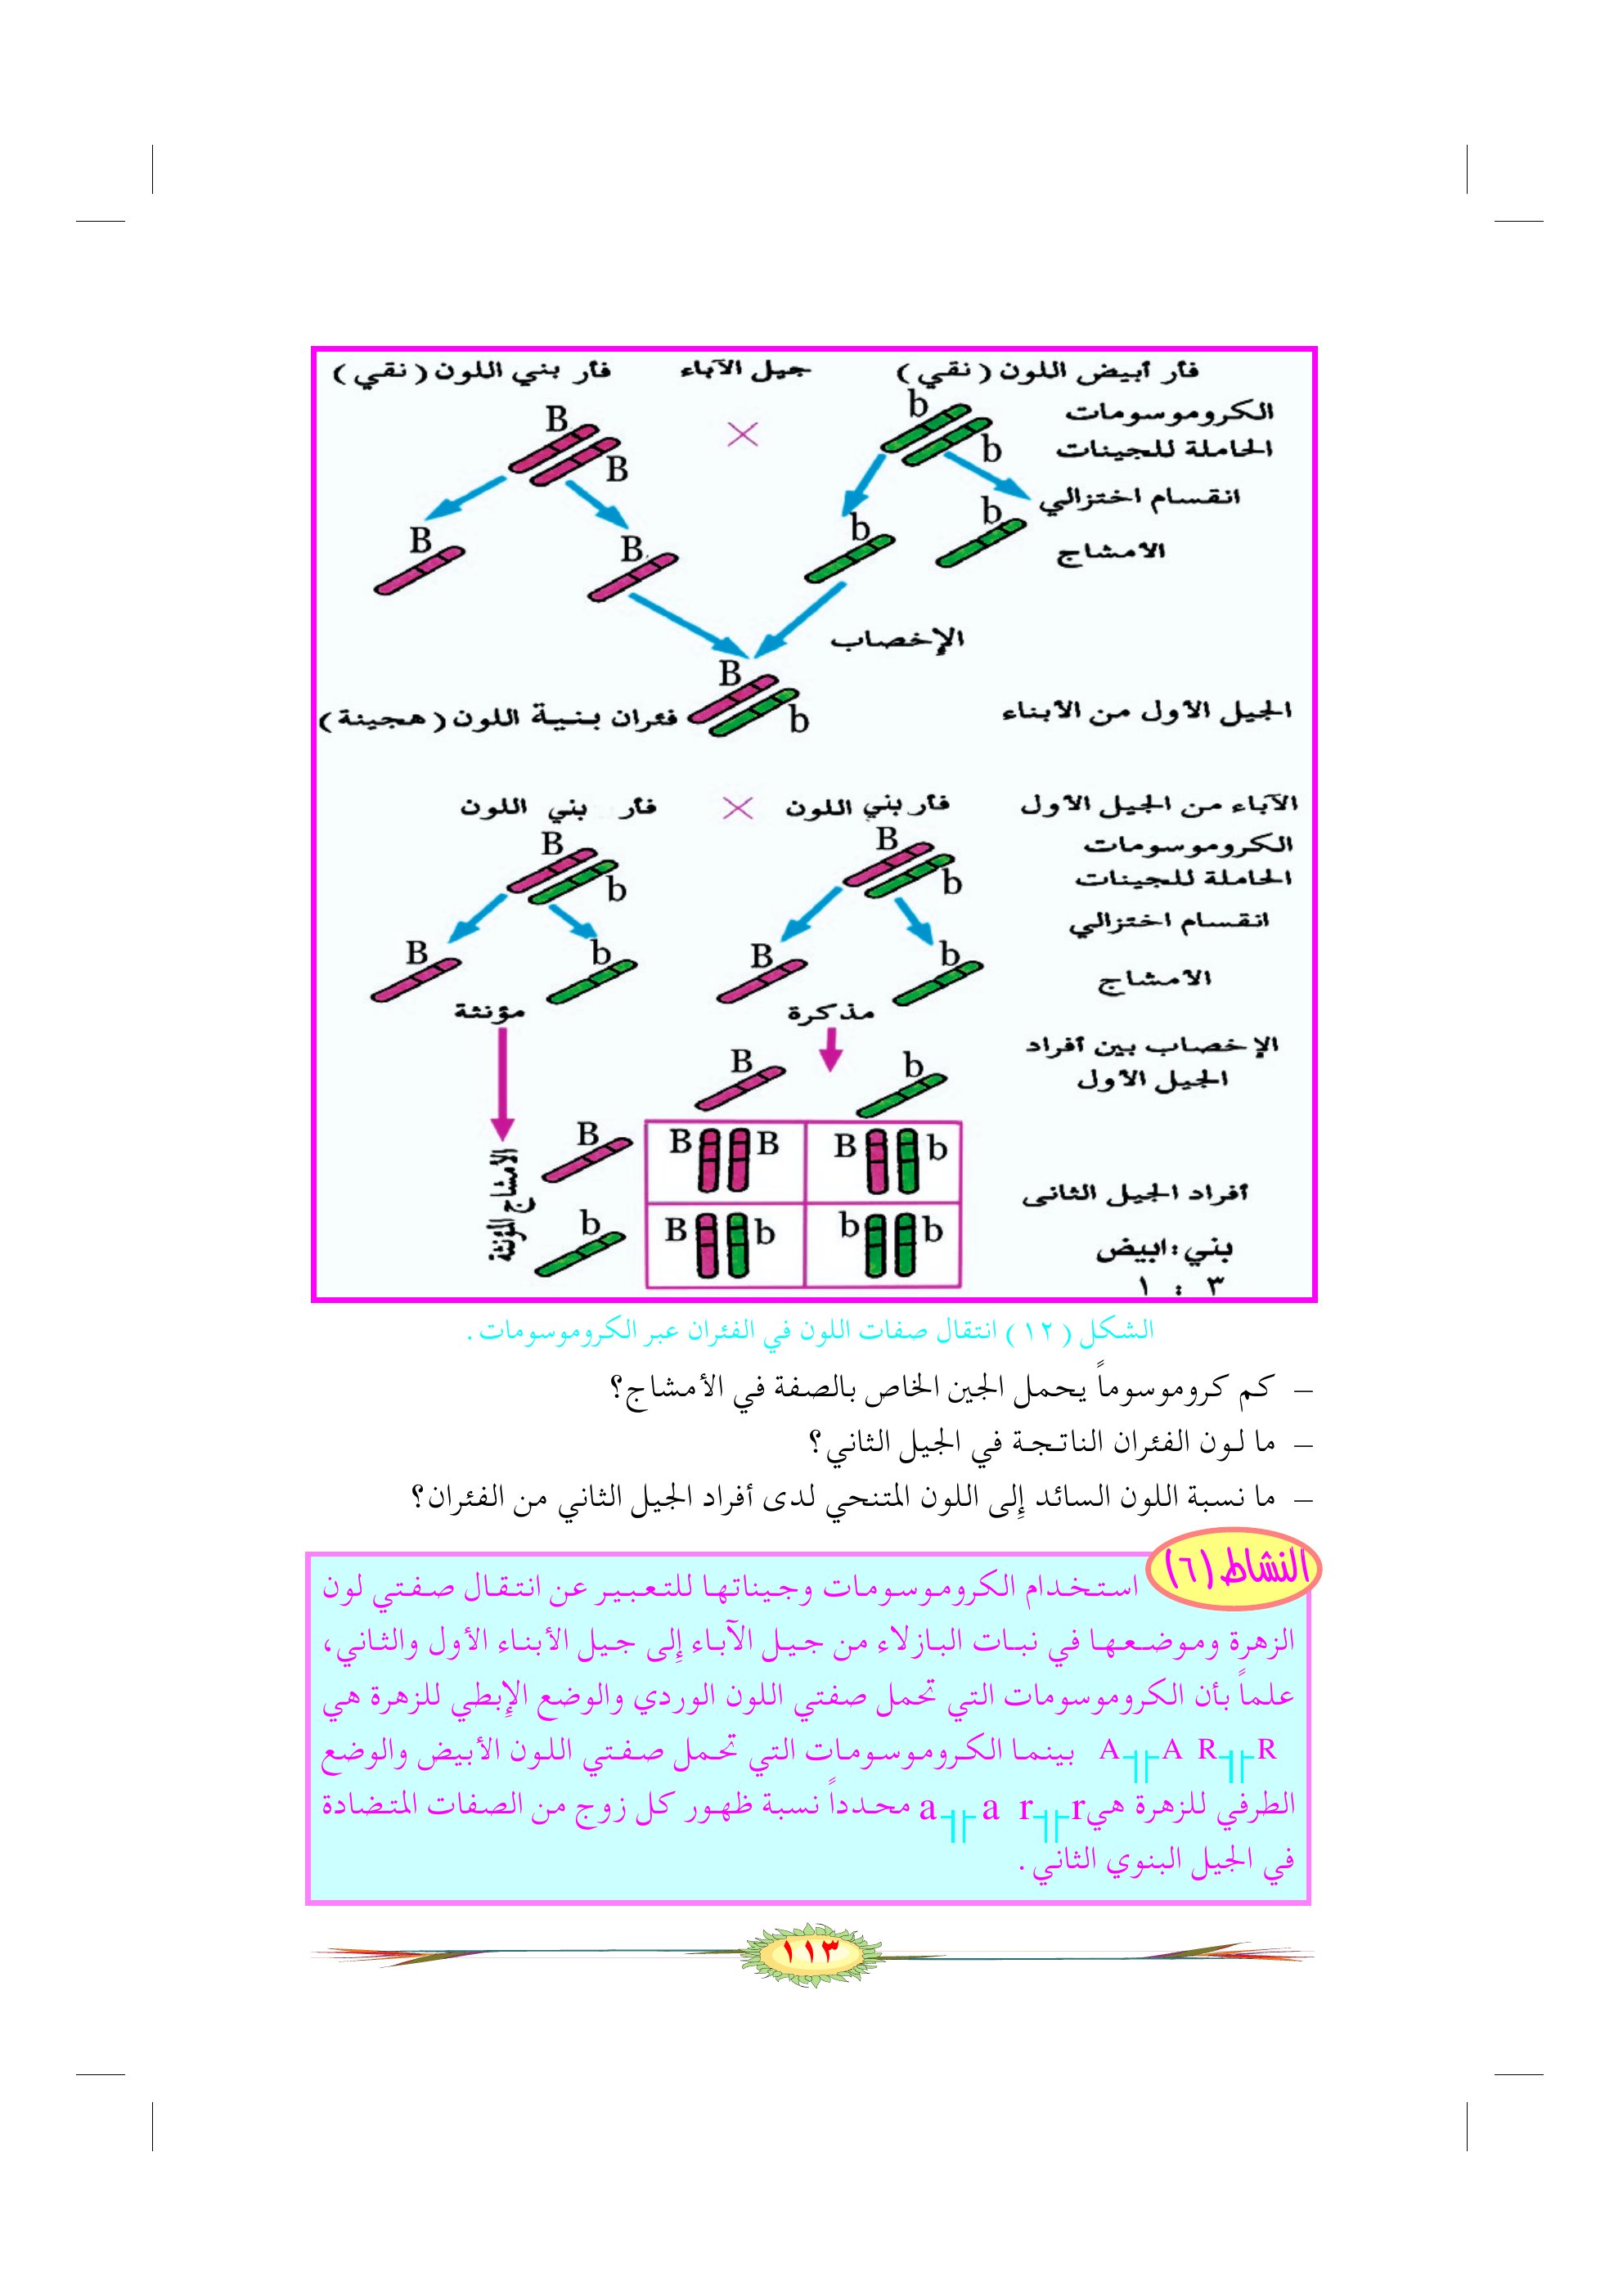 فأر أبيض اللون ( نقي ) جيل الآباء فأر بني اللون ( نقي )
b الكروموسومات
B
B b الحاملة للجينات
انقسام اختزالي
b b B B
الأمشاج
الإخصاب
B
الجيل الأول من الأبناء b فئران بنية اللون ( هجينة )
الآباء من الجيل الأول فأر بني اللون × فأر بني اللون
الكروموسومات B B
الحاملة للجينات b b
انقسام اختزالي
B b B b
الأمشاج
مذكرة مؤنثة
الإخصاب بين أفراد
الجيل الأول
B b
B B B B b
الأمشاج المؤنثة
أفراد الجيل الثانى
b B b b b
بني : ابيض
٣ : ١
الشكل ( ١٢ ) انتقال صفات اللون في الفئران عبر الكروموسومات .
– كم كروموسوماً يحمل الجين الخاص بالصفة في الأمشاج؟
– ما لون الفئران الناتجة في الجيل الثاني؟
– ما نسبة اللون السائد إِلى اللون المتنحي لدى أفراد الجيل الثاني من الفئران؟
النشاط (٦)
استخدام الكروموسومات وجيناتها للتعبير عن انتقال صفتي لون
الزهرة وموضعها في نبات البازلاء من جيل الآباء إِلى جيل الأبناء الأول والثاني،
علماً بأن الكروموسومات التي تحمل صفتي اللون الوردي والوضع الإِبطي للزهرة هي
A A R R بينما الكروموسومات التي تحمل صفتي اللون الأبيض والوضع
الطرفي للزهرة هي a a r r محدداً نسبة ظهور كل زوج من الصفات المتضادة
في الجيل البنوي الثاني .
١١٣